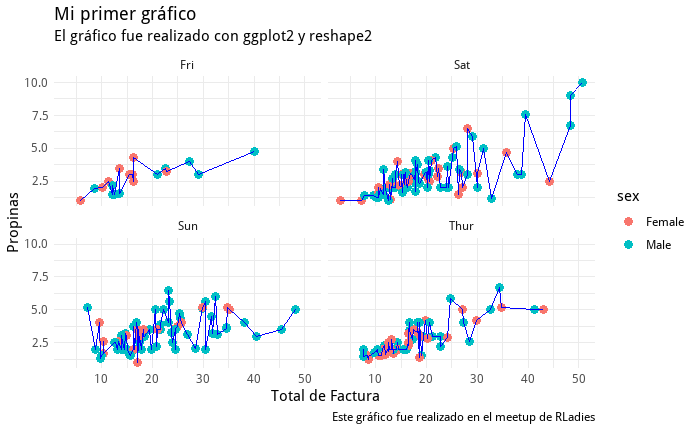 Mi primer gráfico
El gráfico fue realizado con ggplot2 y reshape2
Fri
Sat
10.0
7.5
5.0
2.5
Propinas
Sun
Thur
10.0
7.5
5.0
2.5
10 20 30 40 50 10 20 30 40 50
Total de Factura
sex
Female
Male
Este gráfico fue realizado en el meetup de RLadies